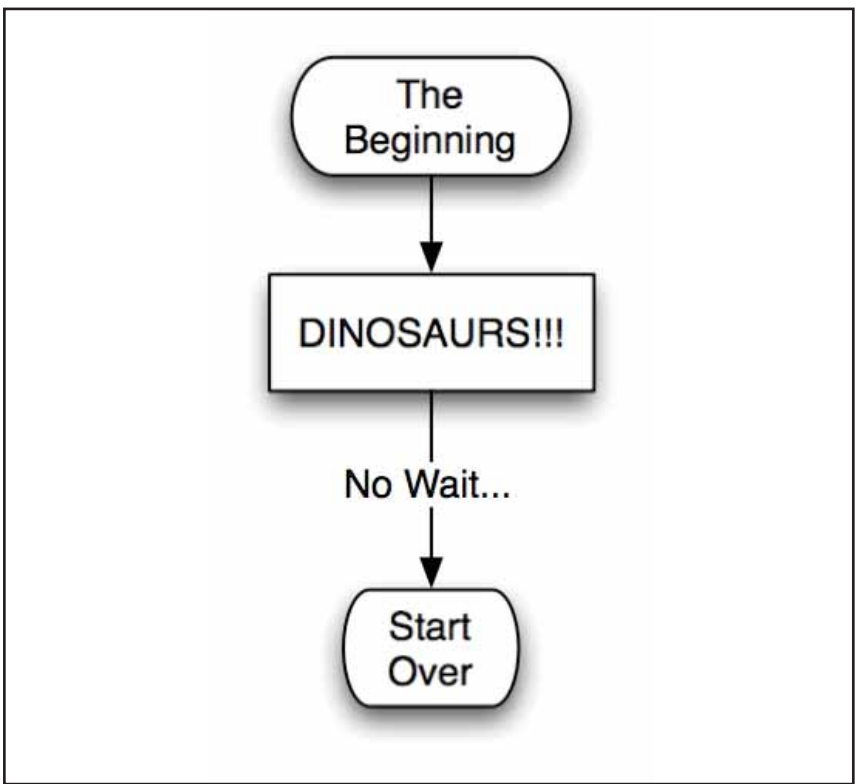 The
Beginning
DINOSAURS!!!
No Wait...
Start
Over